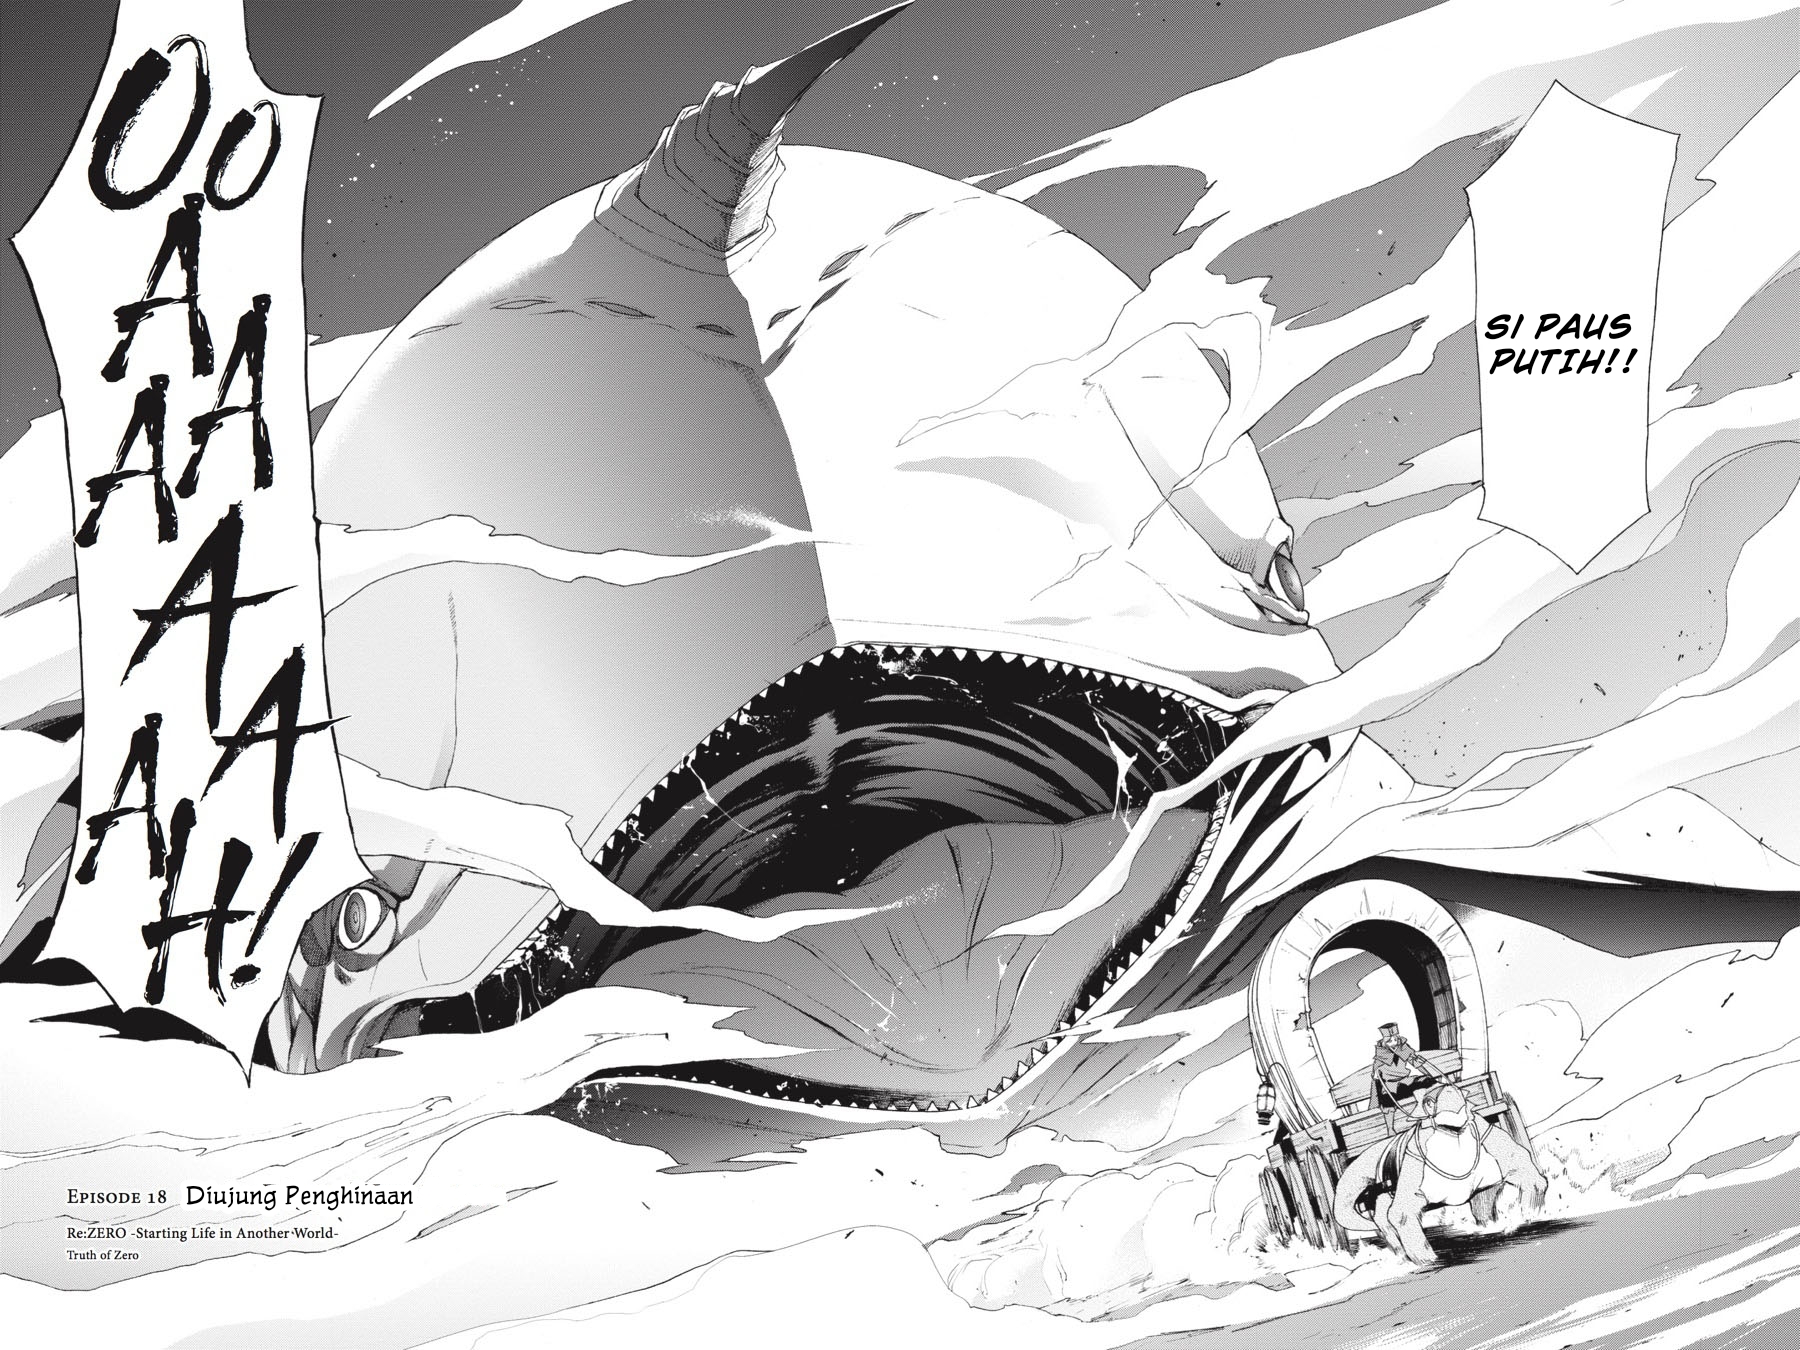 SI PAUS
PUTIH!!
OOAAAAAAAH!
EPISODE 18 Diujung Penghinaan
Re:ZERO -Starting Life in Another World-
Truth of Zero